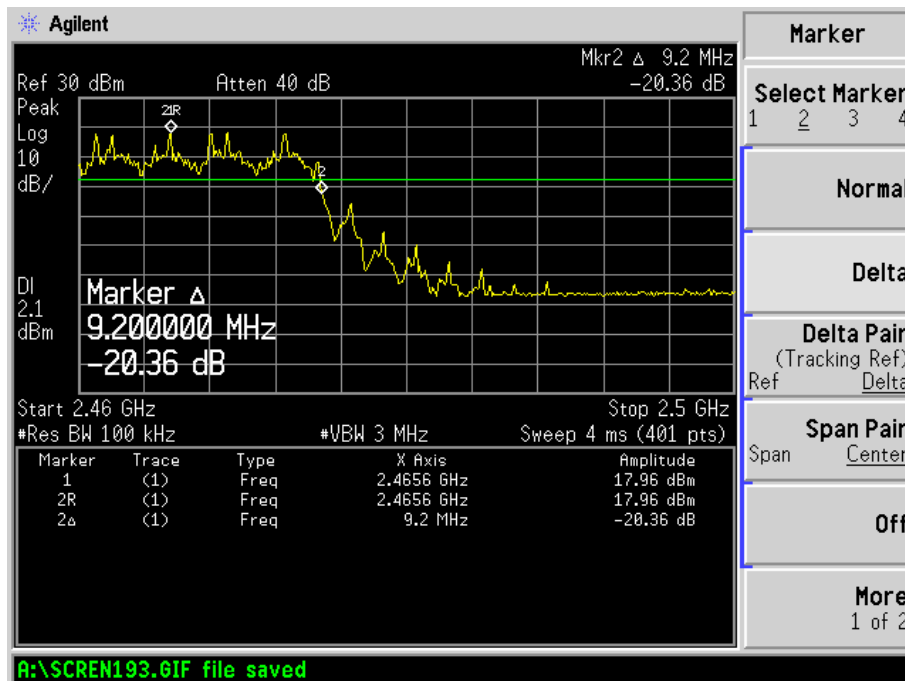 Agilent
Mkr2 Δ 9.2 MHz
Ref 30 dBm Atten 40 dB -20.36 dB
Peak
Log
10
dB/
2R
2
DI
2.1
dBm
Marker Δ
9.200000 MHz
-20.36 dB
Start 2.46 GHz Stop 2.5 GHz
#Res BW 100 kHz #VBW 3 MHz Sweep 4 ms (401 pts)
Marker Trace Type X Axis Amplitude
1 (1) Freq 2.4656 GHz 17.96 dBm
2R (1) Freq 2.4656 GHz 17.96 dBm
2Δ (1) Freq 9.2 MHz -20.36 dB
A:\SCREN193.GIF file saved
Marker
Select Marker
1 2 3 4
Normal
Delta
Delta Pair
(Tracking Ref)
Ref Delta
Span Pair
Span Center
Off
More
1 of 2